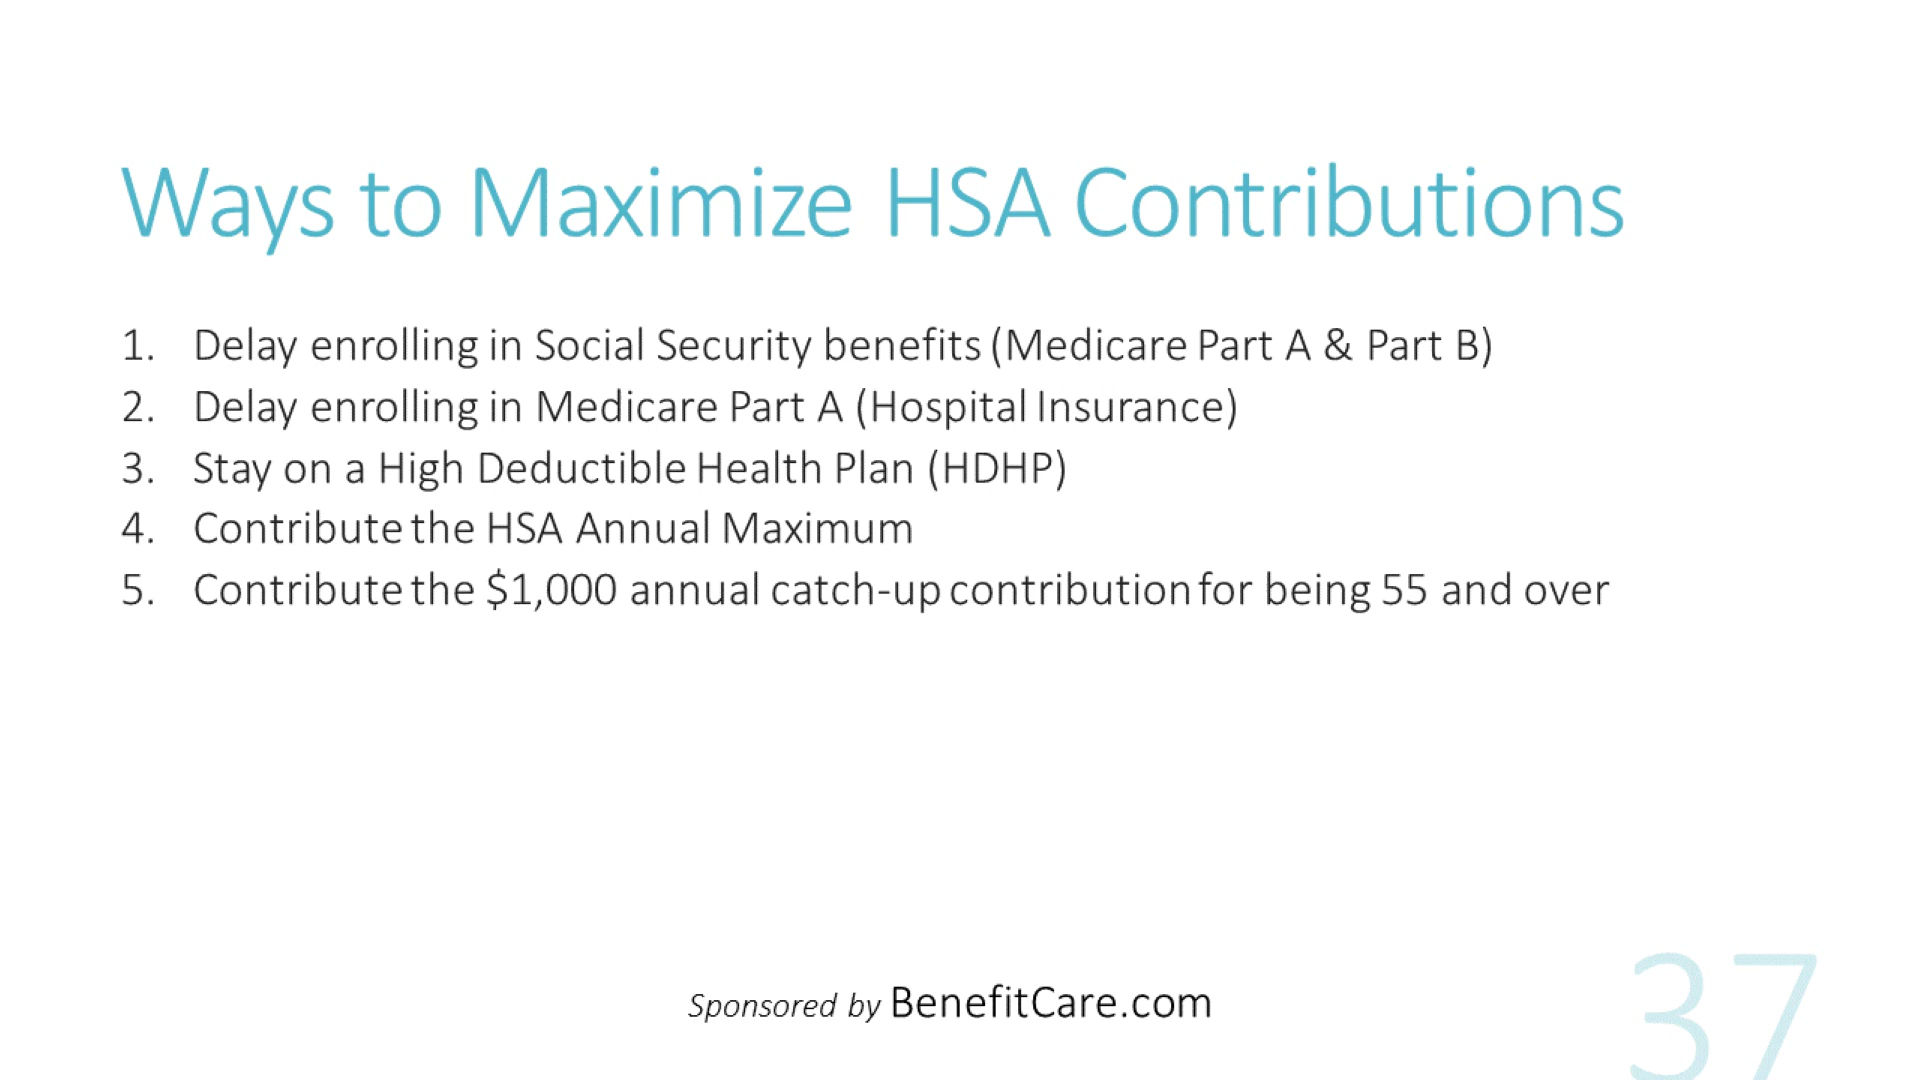 Ways to Maximize HSA Contributions
1. Delay enrolling in Social Security benefits (Medicare Part A & Part B)
2. Delay enrolling in Medicare Part A (Hospital Insurance)
3. Stay on a High Deductible Health Plan (HDHP)
4. Contribute the HSA Annual Maximum
5. Contribute the $1,000 annual catch-up contribution for being 55 and over
Sponsored by BenefitCare.com
37